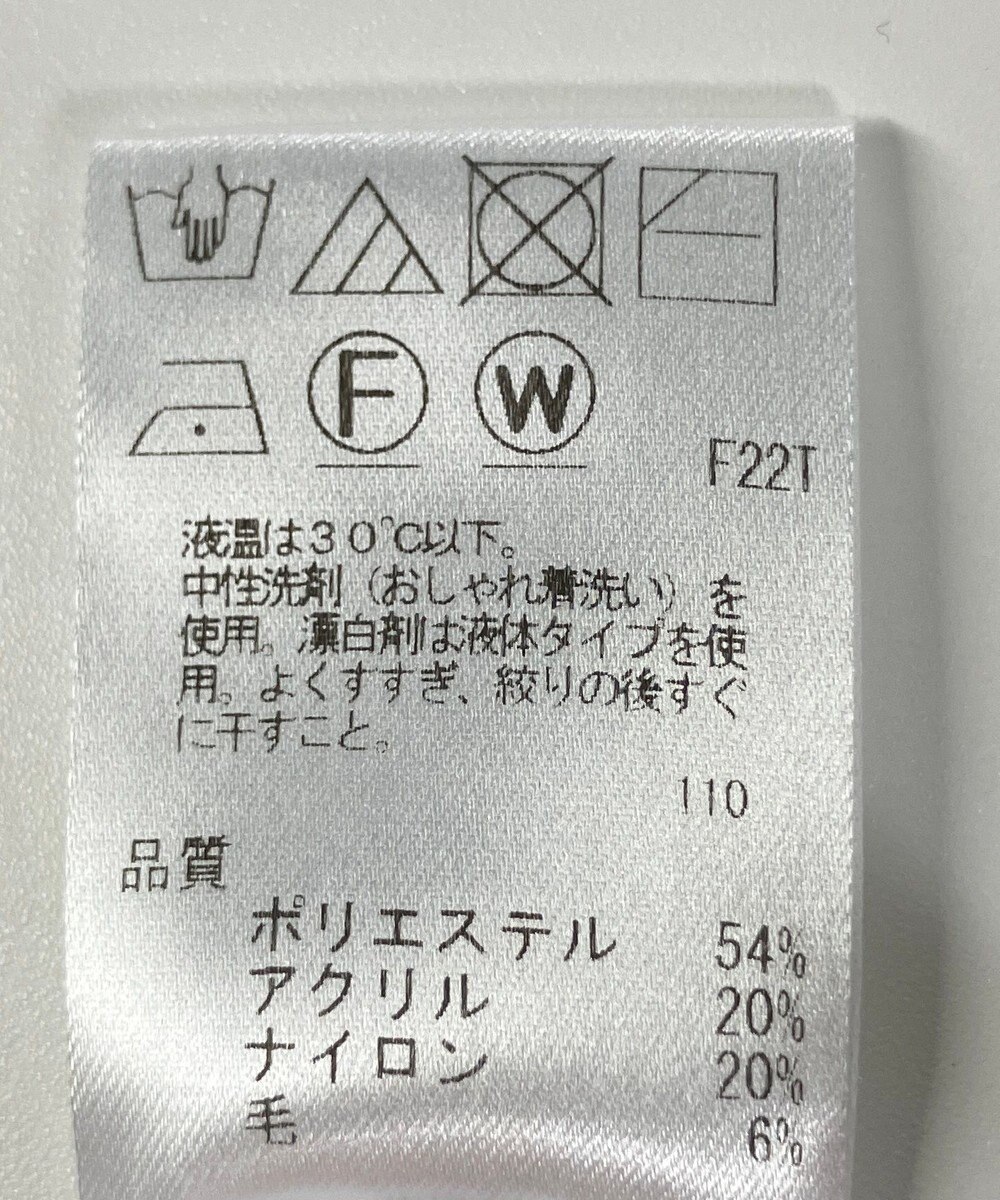 F W
F22T
液温は30℃以下。
中性洗剤（おしゃれ着洗い）を
使用。漂白剤は液体タイプを使
用。よくすすぎ、絞りの後すぐ
に干すこと。
110
品質
ポリエステル 54%
アクリル 20%
ナイロン 20%
毛 6%